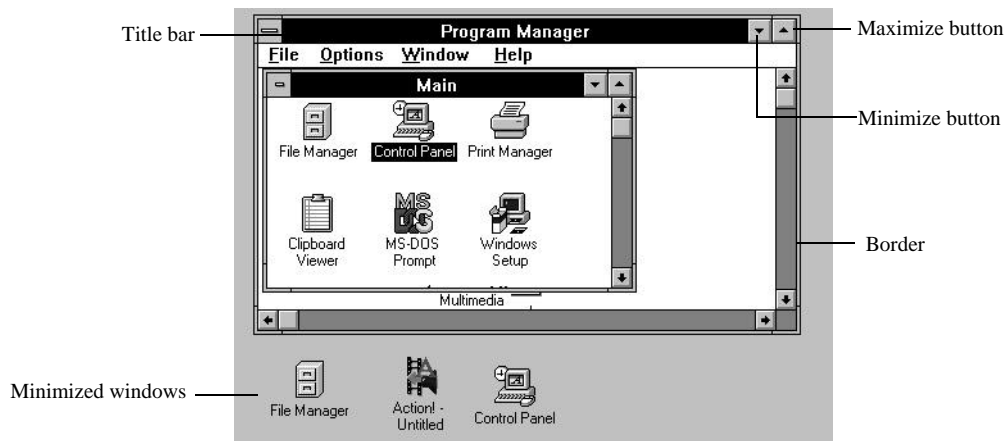 Title bar
Program Manager
Maximize button
File Options Window Help
Main
Minimize button
File Manager
Control Panel
Print Manager
Clipboard
Viewer
MS-DOS
Prompt
Windows
Setup
Border
Multimedia
Minimized windows
File Manager
Action! -
Untitled
Control Panel